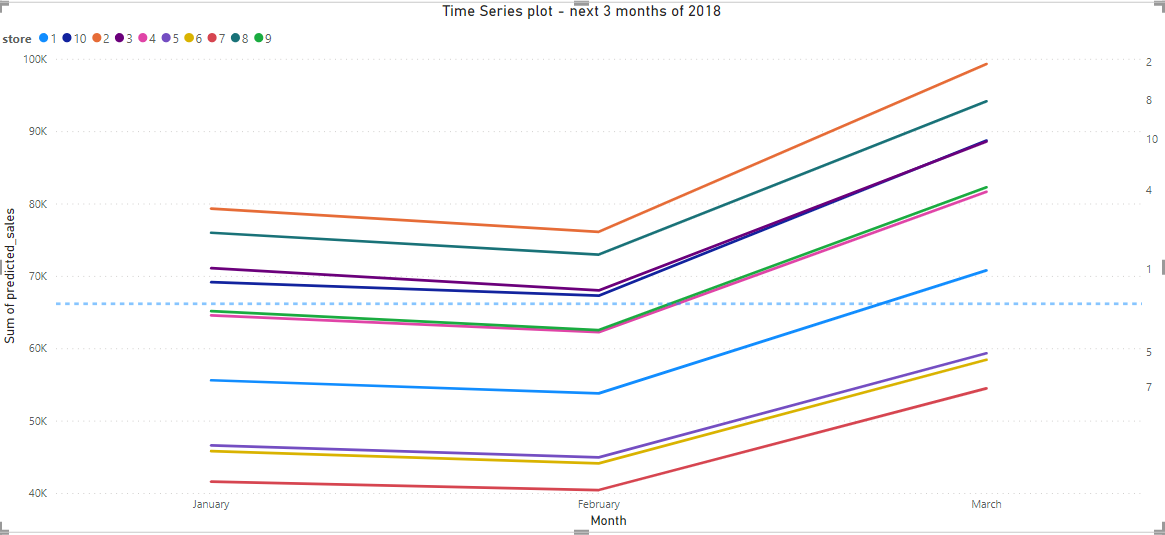 Time Series plot - next 3 months of 2018
store 1 10 2 3 4 5 6 7 8 9
100K
90K
80K
70K
60K
50K
40K
Sum of predicted_sales
2
8
10
4
1
5
7
January February March
Month